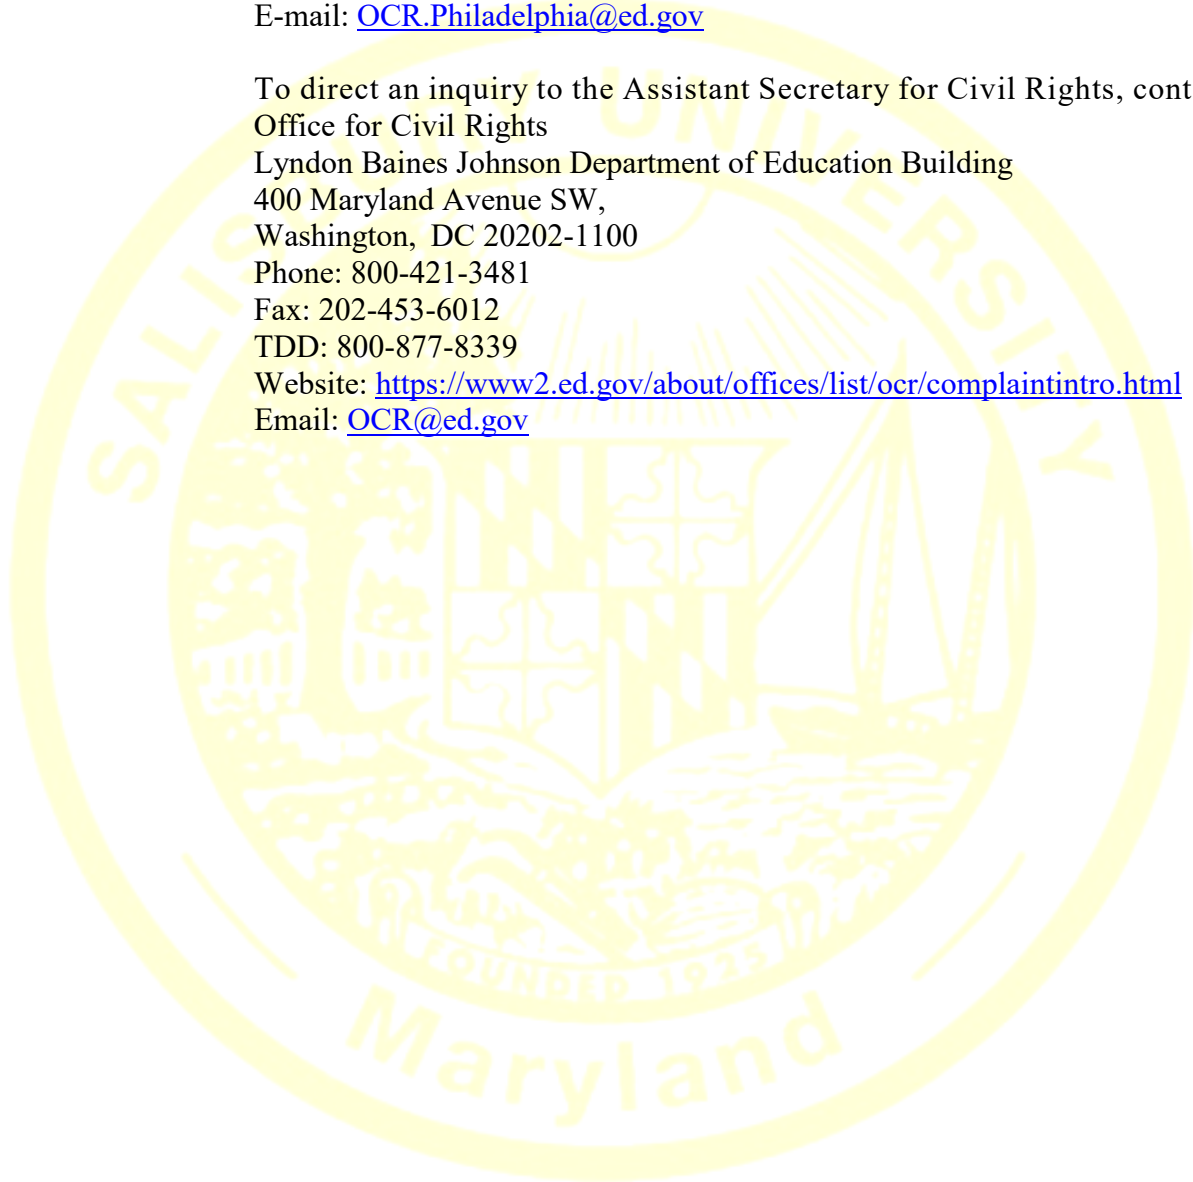 E-mail: OCR.Philadelphia@ed.gov
To direct an inquiry to the Assistant Secretary for Civil Rights, cont
Office for Civil Rights
Lyndon Baines Johnson Department of Education Building
400 Maryland Avenue SW,
Washington, DC 20202-1100
Phone: 800-421-3481
Fax: 202-453-6012
TDD: 800-877-8339
Website: https://www2.ed.gov/about/offices/list/ocr/complaintintro.html
Email: OCR@ed.gov
SALISBURY UNIVERSITY
FOUNDED 1925
Maryland